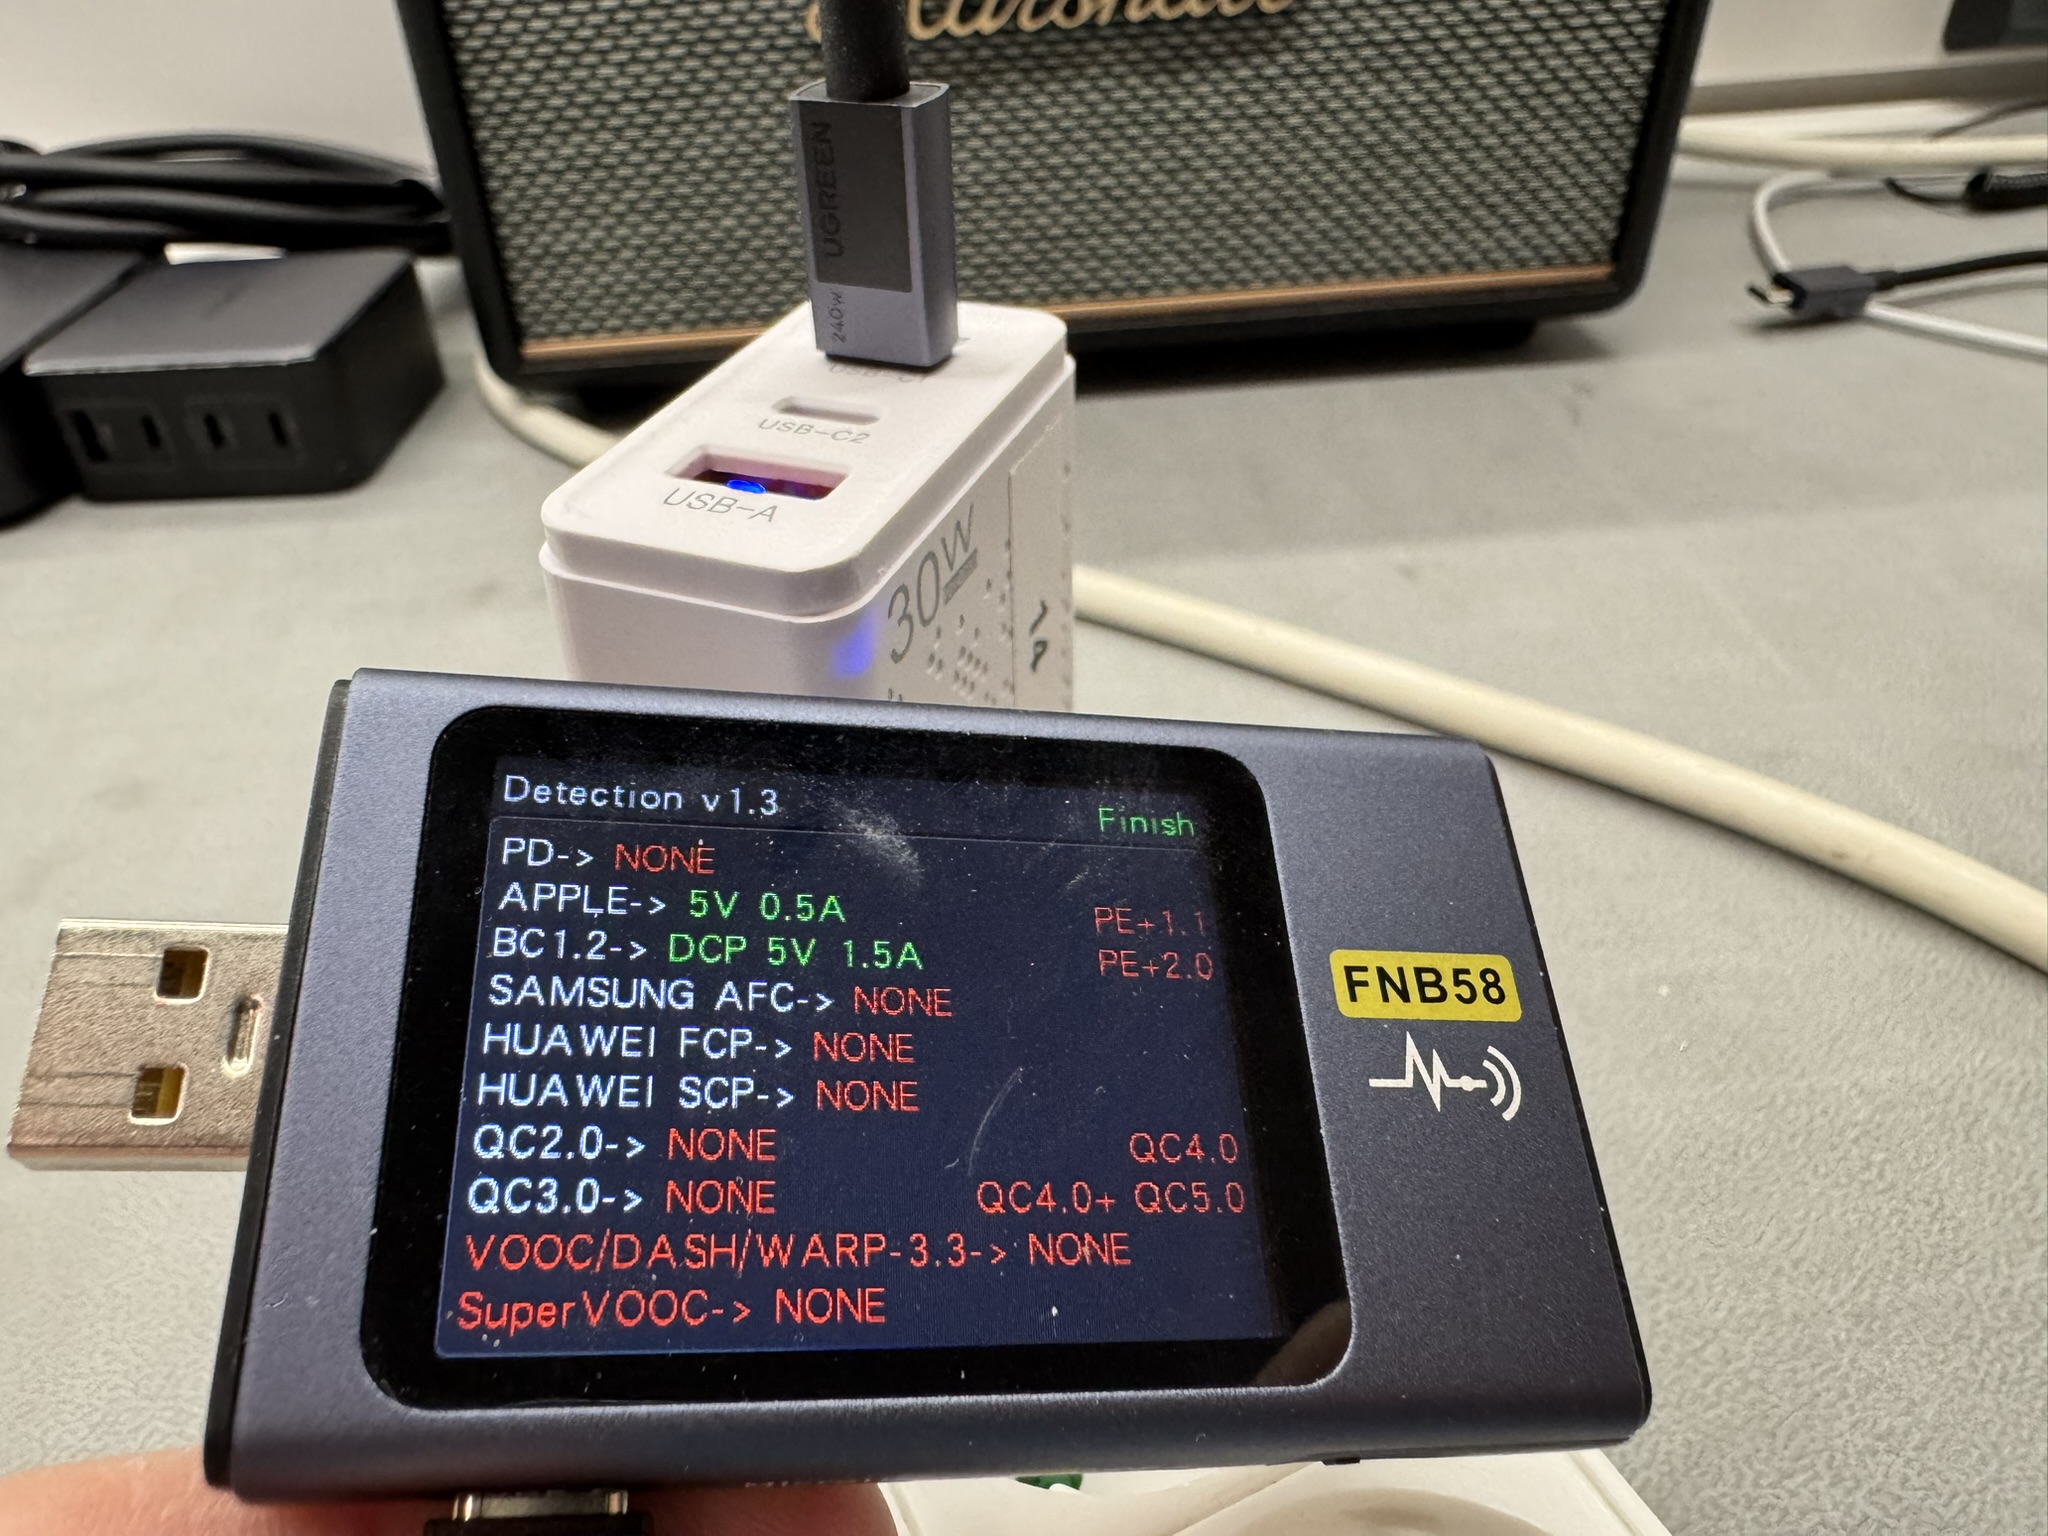 Marshall
UGREEN
240W
USB-C1
USB-C2
USB-A
30W
Detection v1.3
Finish
PD-> NONE
APPLE-> 5V 0.5A
PE+1.1
BC1.2-> DCP 5V 1.5A
PE+2.0
SAMSUNG AFC-> NONE
HUAWEI FCP-> NONE
HUAWEI SCP-> NONE
QC2.0-> NONE
QC4.0
QC3.0-> NONE
QC4.0+ QC5.0
VOOC/DASH/WARP-3.3-> NONE
SuperVOOC-> NONE
FNB58